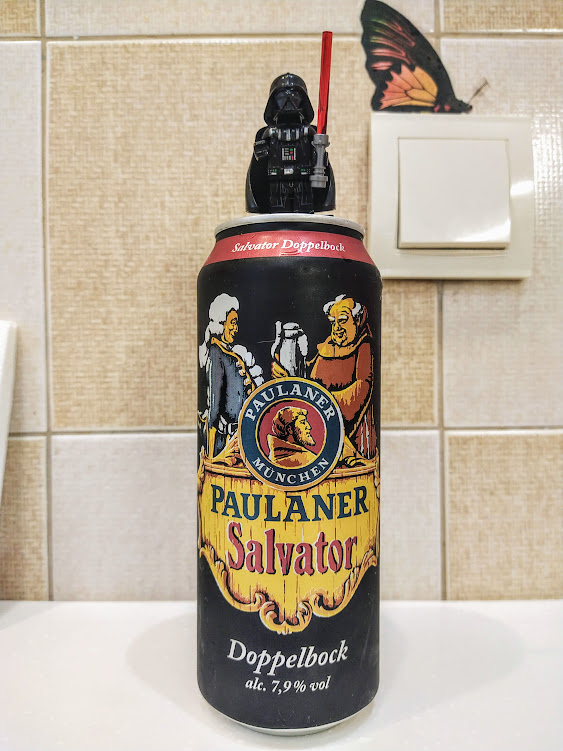 Salvator Doppelbock
PAULANER
MÜNCHEN
PAULANER
Salvator
Doppelbock
alc. 7,9% vol